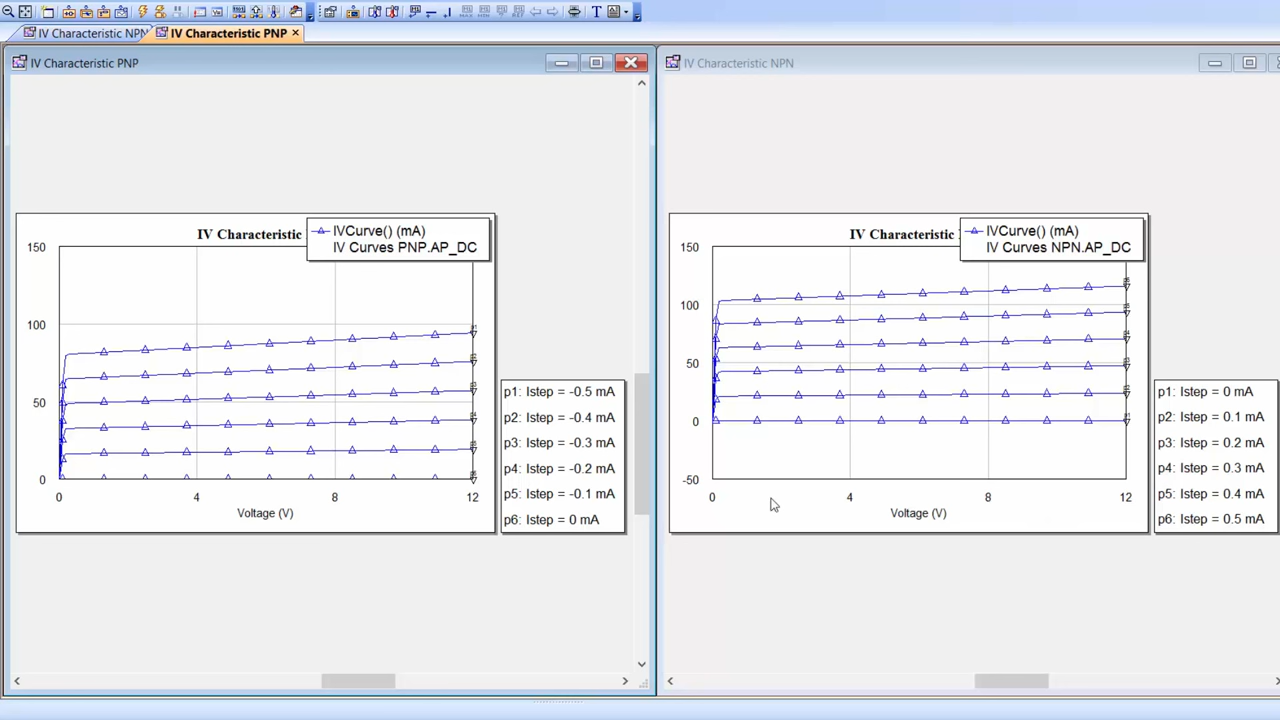 IV Characteristic NPN
IV Characteristic PNP
IV Characteristic PNP
IV Characteristic
IVCurve() (mA)
IV Curves PNP.AP_DC
150
100
50
0
0
4
8
12
Voltage (V)
p1: Istep = -0.5 mA
p2: Istep = -0.4 mA
p3: Istep = -0.3 mA
p4: Istep = -0.2 mA
p5: Istep = -0.1 mA
p6: Istep = 0 mA
IV Characteristic NPN
IV Characteristic
IVCurve() (mA)
IV Curves NPN.AP_DC
150
100
50
0
-50
0
4
8
12
Voltage (V)
p1: Istep = 0 mA
p2: Istep = 0.1 mA
p3: Istep = 0.2 mA
p4: Istep = 0.3 mA
p5: Istep = 0.4 mA
p6: Istep = 0.5 mA